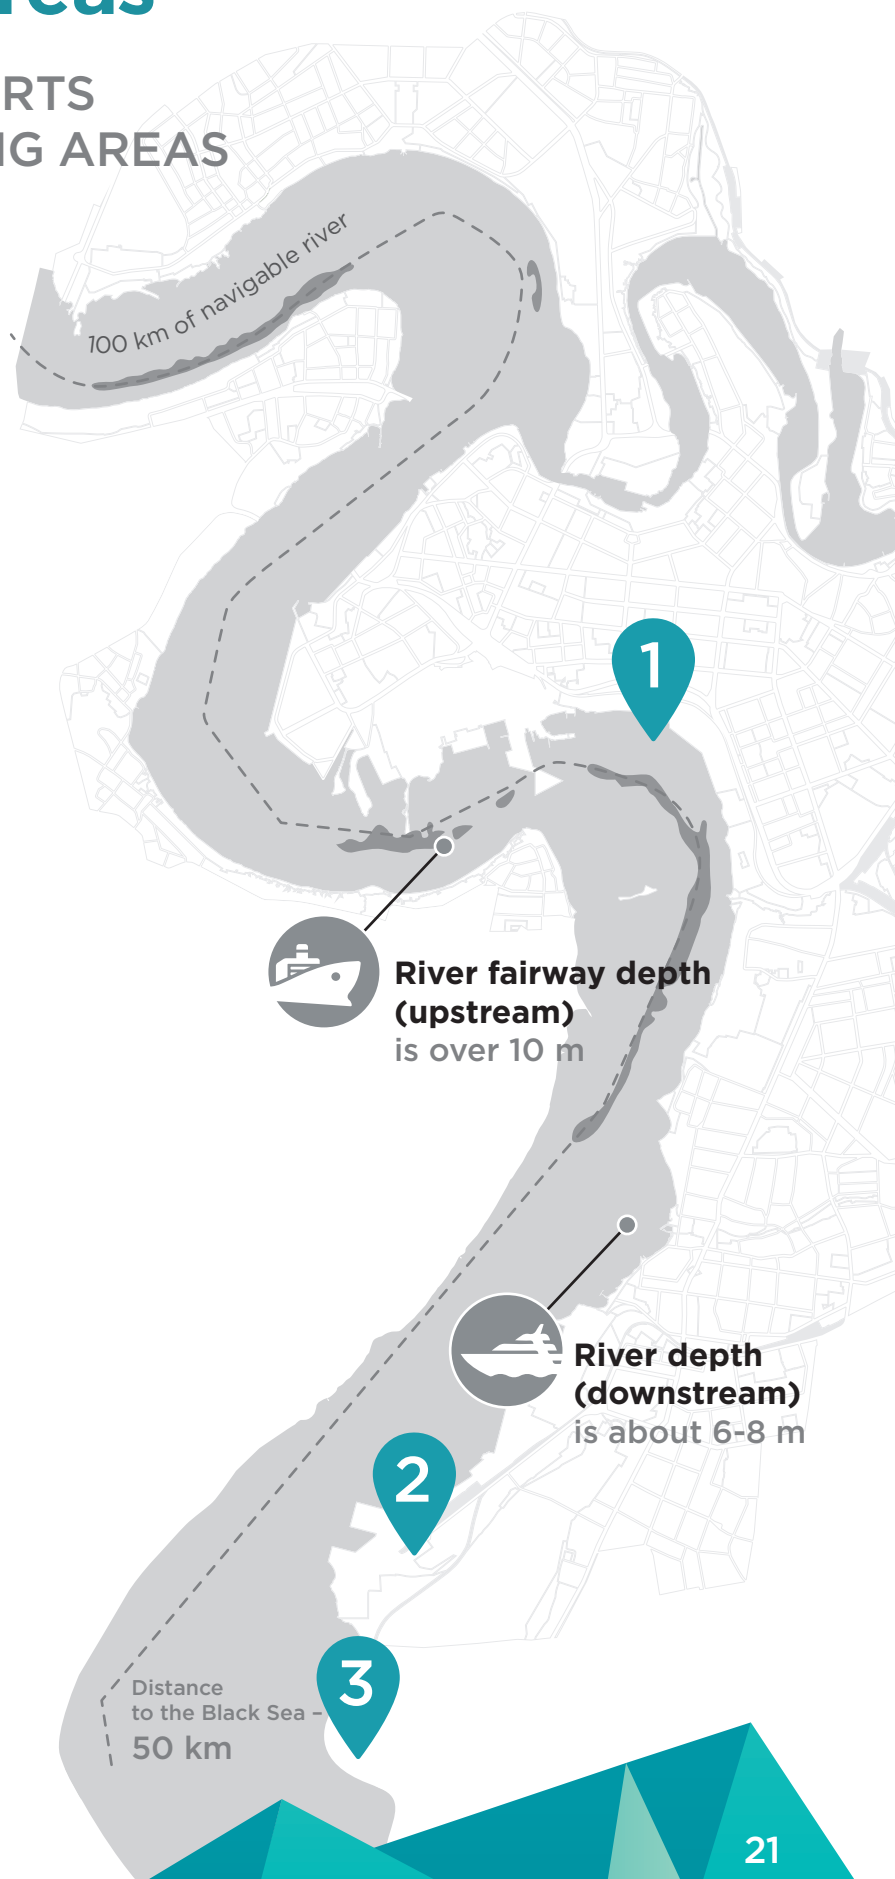 reas
RTS
IG AREAS
100 km of navigable river
1
River fairway depth
(upstream)
is over 10 m
River depth
(downstream)
is about 6-8 m
2
3
Distance
to the Black Sea –
50 km
21